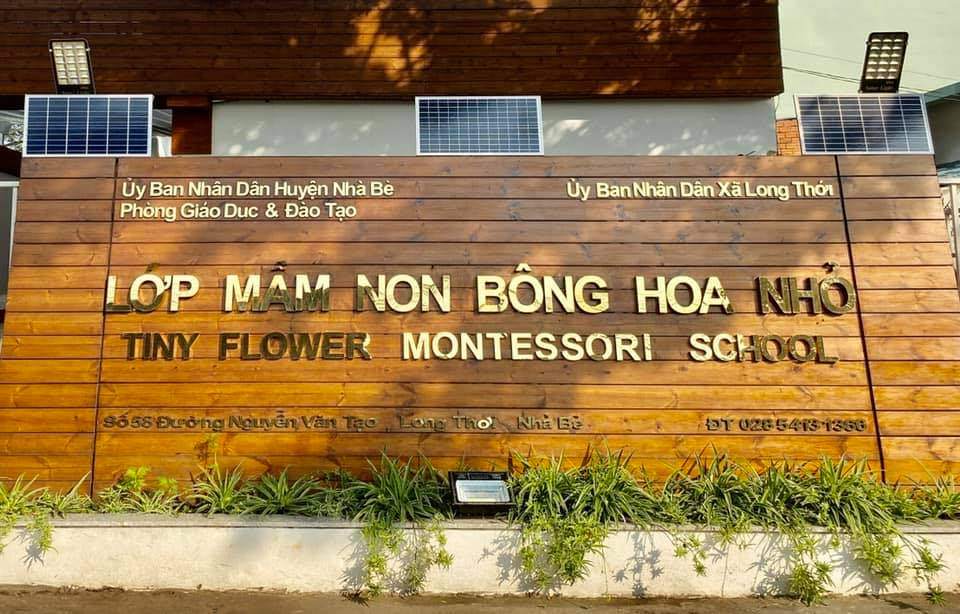 Ủy Ban Nhân Dân Huyện Nhà Bè
Phòng Giáo Duc & Đào Tạo
Ủy Ban Nhân Dân Xã Long Thới
LỚP MẦM NON BÔNG HOA NHỎ
TINY FLOWER MONTESSORI SCHOOL
Số 58 Đường Nguyễn Văn Tạo Long Thới Nhà Bè
ĐT 028 5413 1366